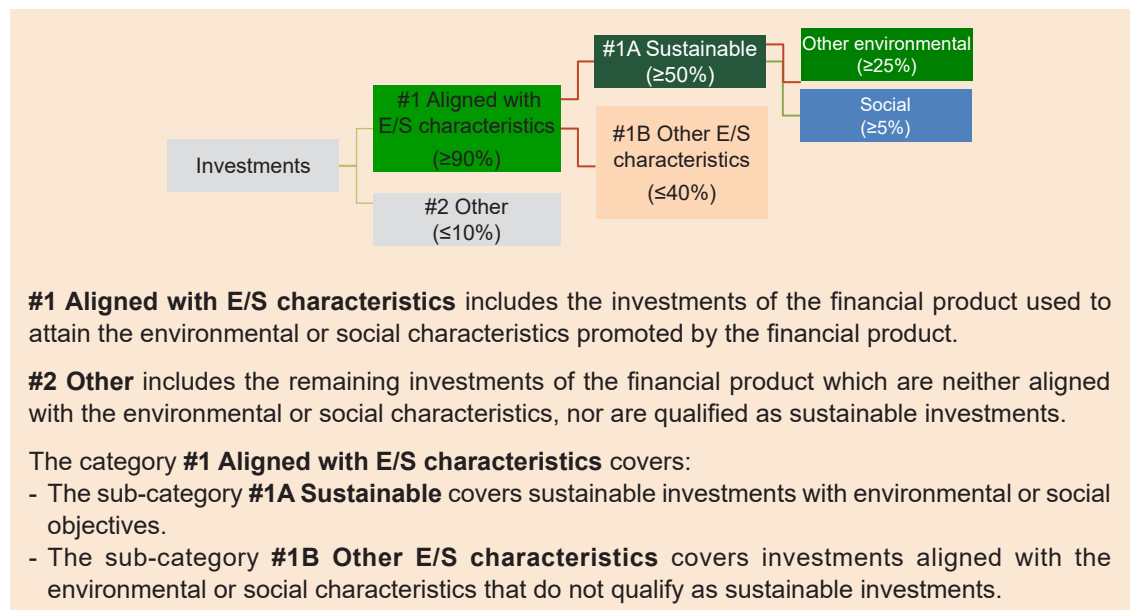 #1A Sustainable
(≥50%)
Other environmental
(≥25%)
Social
(≥5%)
#1 Aligned with
E/S characteristics
(≥90%)
#1B Other E/S
characteristics
(≤40%)
Investments
#2 Other
(≤10%)
#1 Aligned with E/S characteristics includes the investments of the financial product used to
attain the environmental or social characteristics promoted by the financial product.
#2 Other includes the remaining investments of the financial product which are neither aligned
with the environmental or social characteristics, nor are qualified as sustainable investments.
The category #1 Aligned with E/S characteristics covers:
- The sub-category #1A Sustainable covers sustainable investments with environmental or social
objectives.
- The sub-category #1B Other E/S characteristics covers investments aligned with the
environmental or social characteristics that do not qualify as sustainable investments.